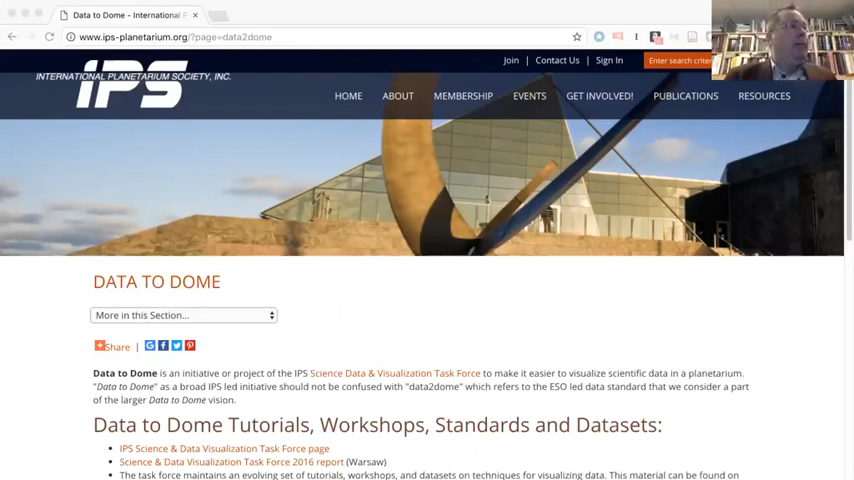 Data to Dome - International P
www.ips-planetarium.org/?page=data2dome
Join | Contact Us | Sign In
Enter search criter
INTERNATIONAL PLANETARIUM SOCIETY, INC.
IPS
HOME ABOUT MEMBERSHIP EVENTS GET INVOLVED! PUBLICATIONS RESOURCES
DATA TO DOME
More in this Section...
Share |
Data to Dome is an initiative or project of the IPS Science Data & Visualization Task Force to make it easier to visualize scientific data in a planetarium.
"Data to Dome" as a broad IPS led initiative should not be confused with "data2dome" which refers to the ESO led data standard that we consider a part
of the larger Data to Dome vision.
Data to Dome Tutorials, Workshops, Standards and Datasets:
• IPS Science & Data Visualization Task Force page
• Science & Data Visualization Task Force 2016 report (Warsaw)
• The task force maintains an evolving set of tutorials, workshops, and datasets on techniques for visualizing data. This material can be found on